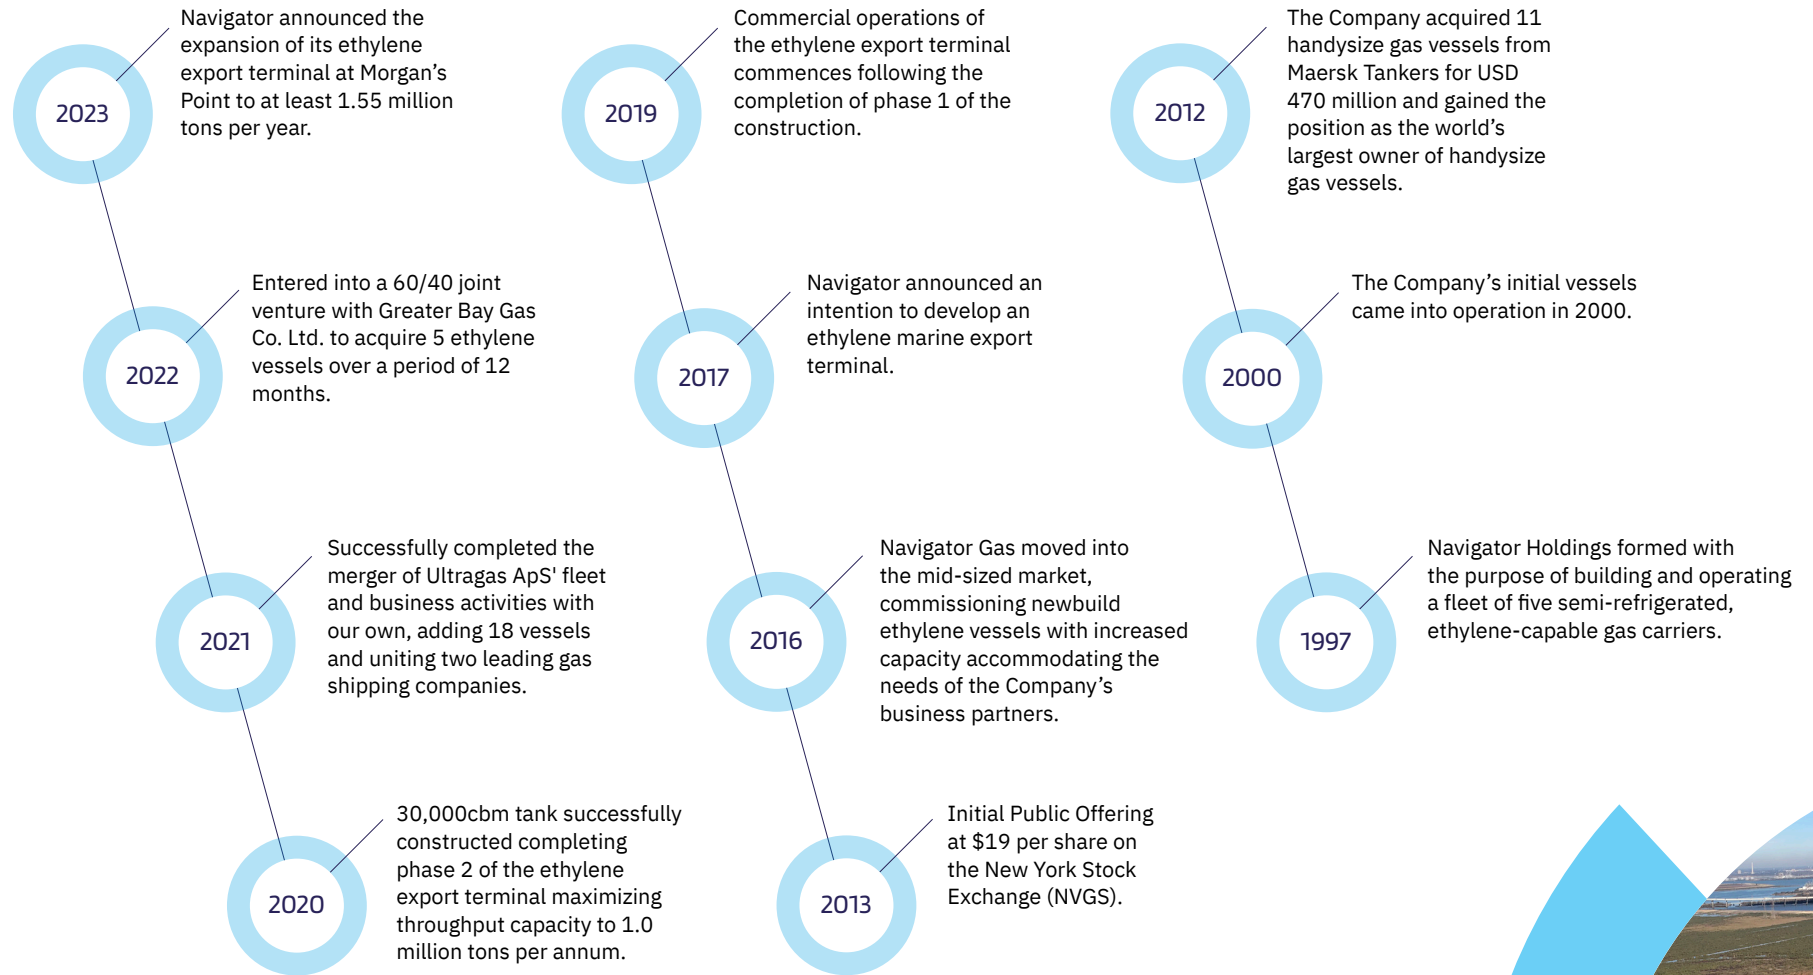 2023
Navigator announced the
expansion of its ethylene
export terminal at Morgan’s
Point to at least 1.55 million
tons per year.
2022
Entered into a 60/40 joint
venture with Greater Bay Gas
Co. Ltd. to acquire 5 ethylene
vessels over a period of 12
months.
2021
Successfully completed the
merger of Ultragas ApS' fleet
and business activities with
our own, adding 18 vessels
and uniting two leading gas
shipping companies.
2020
30,000cbm tank successfully
constructed completing
phase 2 of the ethylene
export terminal maximizing
throughput capacity to 1.0
million tons per annum.
2019
Commercial operations of
the ethylene export terminal
commences following the
completion of phase 1 of the
construction.
2017
Navigator announced an
intention to develop an
ethylene marine export
terminal.
2016
Navigator Gas moved into
the mid-sized market,
commissioning newbuild
ethylene vessels with increased
capacity accommodating the
needs of the Company’s
business partners.
2013
Initial Public Offering
at $19 per share on
the New York Stock
Exchange (NVGS).
2012
The Company acquired 11
handysize gas vessels from
Maersk Tankers for USD
470 million and gained the
position as the world’s
largest owner of handysize
gas vessels.
2000
The Company’s initial vessels
came into operation in 2000.
1997
Navigator Holdings formed with
the purpose of building and operating
a fleet of five semi-refrigerated,
ethylene-capable gas carriers.